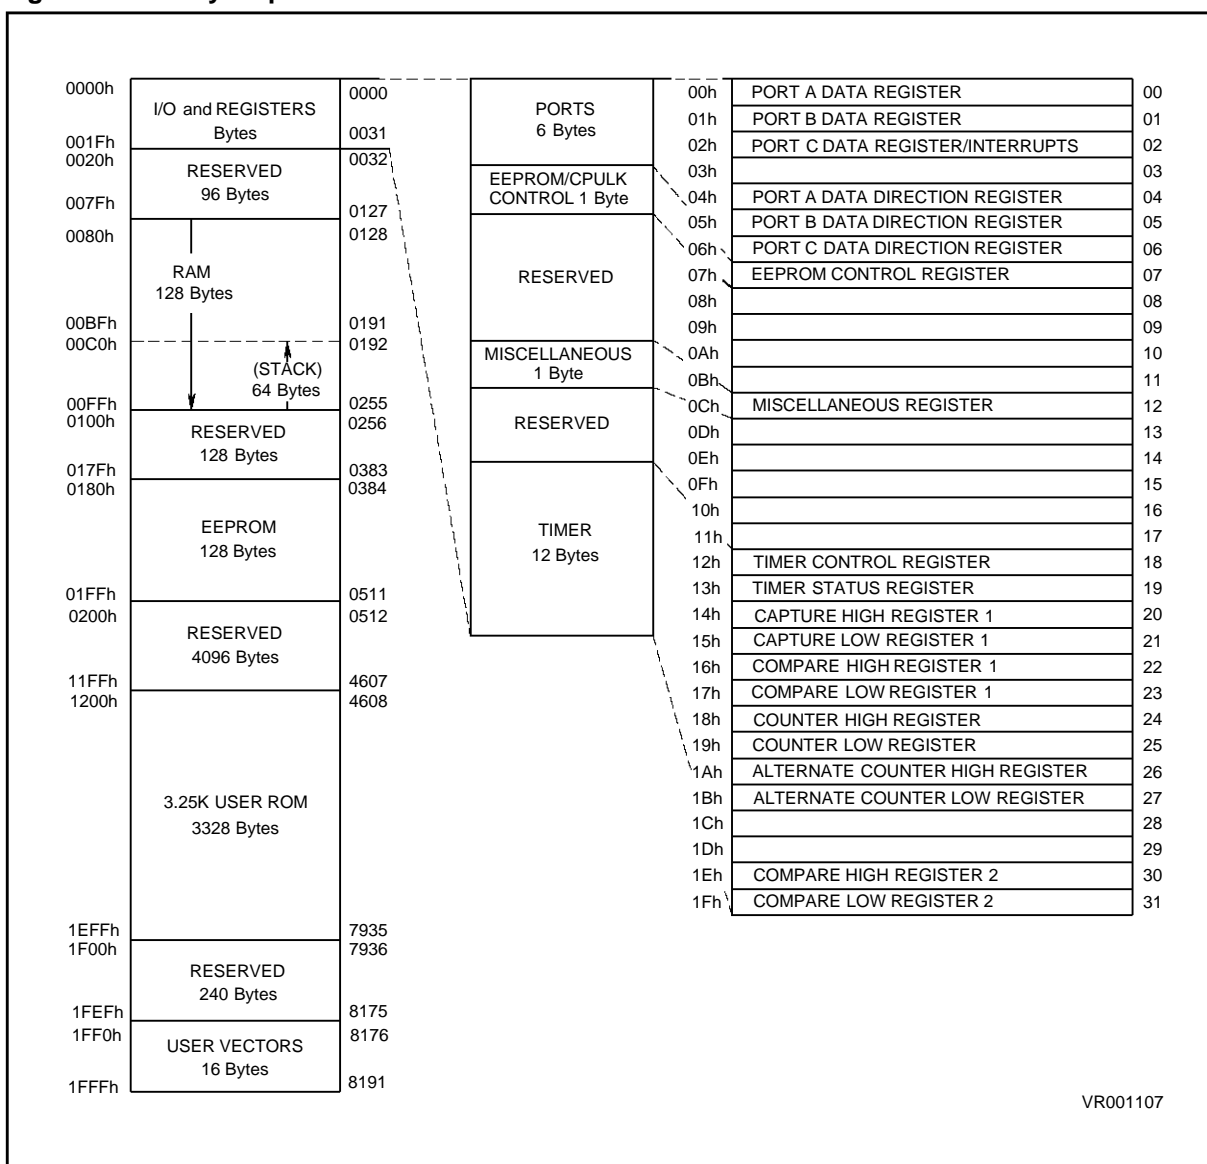 0000h
I/O and REGISTERS
Bytes
0000
001Fh
0031
0020h
0032
RESERVED
96 Bytes
007Fh
0127
0080h
0128
RAM
128 Bytes
00BFh
0191
00C0h
0192
(STACK)
64 Bytes
00FFh
0255
0100h
0256
RESERVED
128 Bytes
017Fh
0383
0180h
0384
EEPROM
128 Bytes
01FFh
0511
0200h
0512
RESERVED
4096 Bytes
11FFh
4607
1200h
4608
3.25K USER ROM
3328 Bytes
1EFFh
7935
1F00h
7936
RESERVED
240 Bytes
1FEFh
8175
1FF0h
8176
USER VECTORS
16 Bytes
1FFFh
8191
PORTS
6 Bytes
EEPROM/CPULK
CONTROL 1 Byte
RESERVED
MISCELLANEOUS
1 Byte
RESERVED
TIMER
12 Bytes
00h PORT A DATA REGISTER 00
01h PORT B DATA REGISTER 01
02h PORT C DATA REGISTER/INTERRUPTS 02
03h 03
04h PORT A DATA DIRECTION REGISTER 04
05h PORT B DATA DIRECTION REGISTER 05
06h PORT C DATA DIRECTION REGISTER 06
07h EEPROM CONTROL REGISTER 07
08h 08
09h 09
0Ah 10
0Bh 11
0Ch MISCELLANEOUS REGISTER 12
0Dh 13
0Eh 14
0Fh 15
10h 16
11h 17
12h TIMER CONTROL REGISTER 18
13h TIMER STATUS REGISTER 19
14h CAPTURE HIGH REGISTER 1 20
15h CAPTURE LOW REGISTER 1 21
16h COMPARE HIGH REGISTER 1 22
17h COMPARE LOW REGISTER 1 23
18h COUNTER HIGH REGISTER 24
19h COUNTER LOW REGISTER 25
1Ah ALTERNATE COUNTER HIGH REGISTER 26
1Bh ALTERNATE COUNTER LOW REGISTER 27
1Ch 28
1Dh 29
1Eh COMPARE HIGH REGISTER 2 30
1Fh COMPARE LOW REGISTER 2 31
VR001107